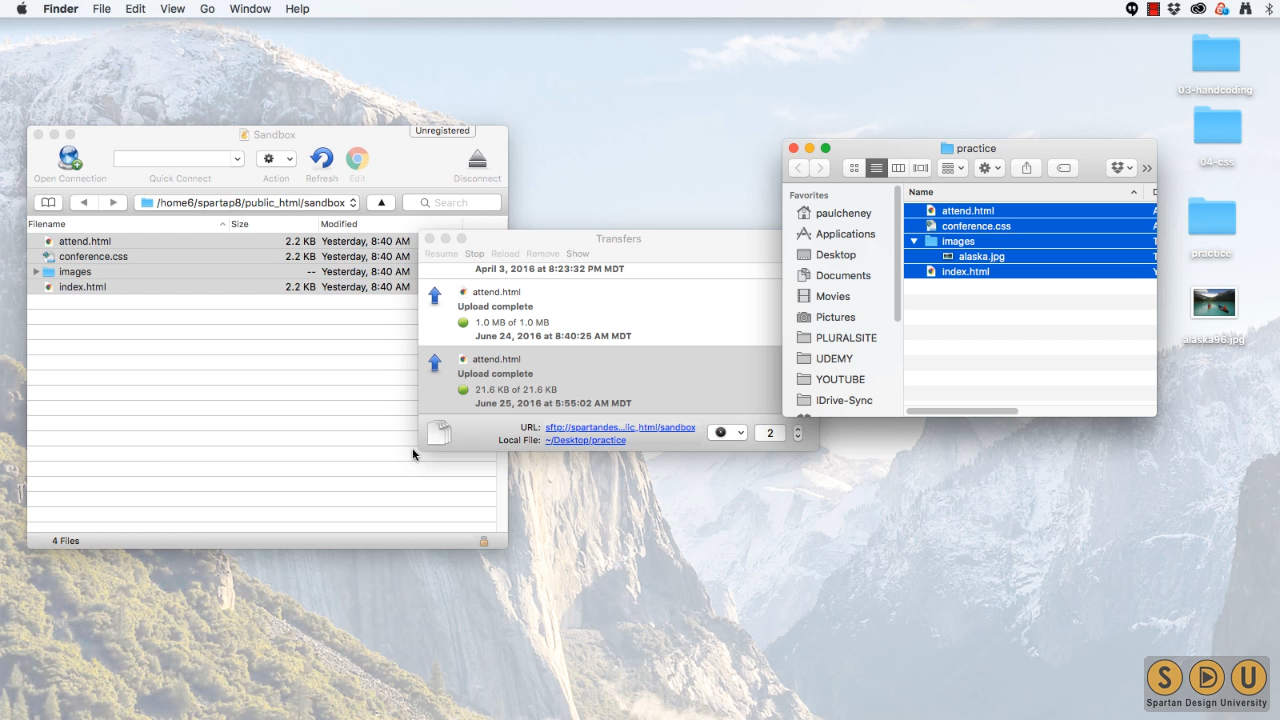 Finder File Edit View Go Window Help
03-handcoding
04-css
practice
alaska96.jpg
Sandbox
Unregistered
Open Connection Quick Connect Action Refresh Edit Disconnect
/home6/spartap8/public_html/sandbox Search
Filename Size Modified
attend.html 2.2 KB Yesterday, 8:40 AM
conference.css 2.2 KB Yesterday, 8:40 AM
images -- Yesterday, 8:40 AM
index.html 2.2 KB Yesterday, 8:40 AM
4 Files
Transfers
Resume Stop Reload Remove Show
April 3, 2016 at 8:23:32 PM MDT
attend.html
Upload complete
1.0 MB of 1.0 MB
June 24, 2016 at 8:40:25 AM MDT
attend.html
Upload complete
21.6 KB of 21.6 KB
June 25, 2016 at 5:55:02 AM MDT
URL: sftp://spartandes...lic_html/sandbox
Local File: ~/Desktop/practice
2
practice
Favorites
paulcheney
Applications
Desktop
Documents
Movies
Pictures
PLURALSITE
UDEMY
YOUTUBE
IDrive-Sync
Name D
attend.html
conference.css
images
alaska.jpg
index.html
S D U
Spartan Design University